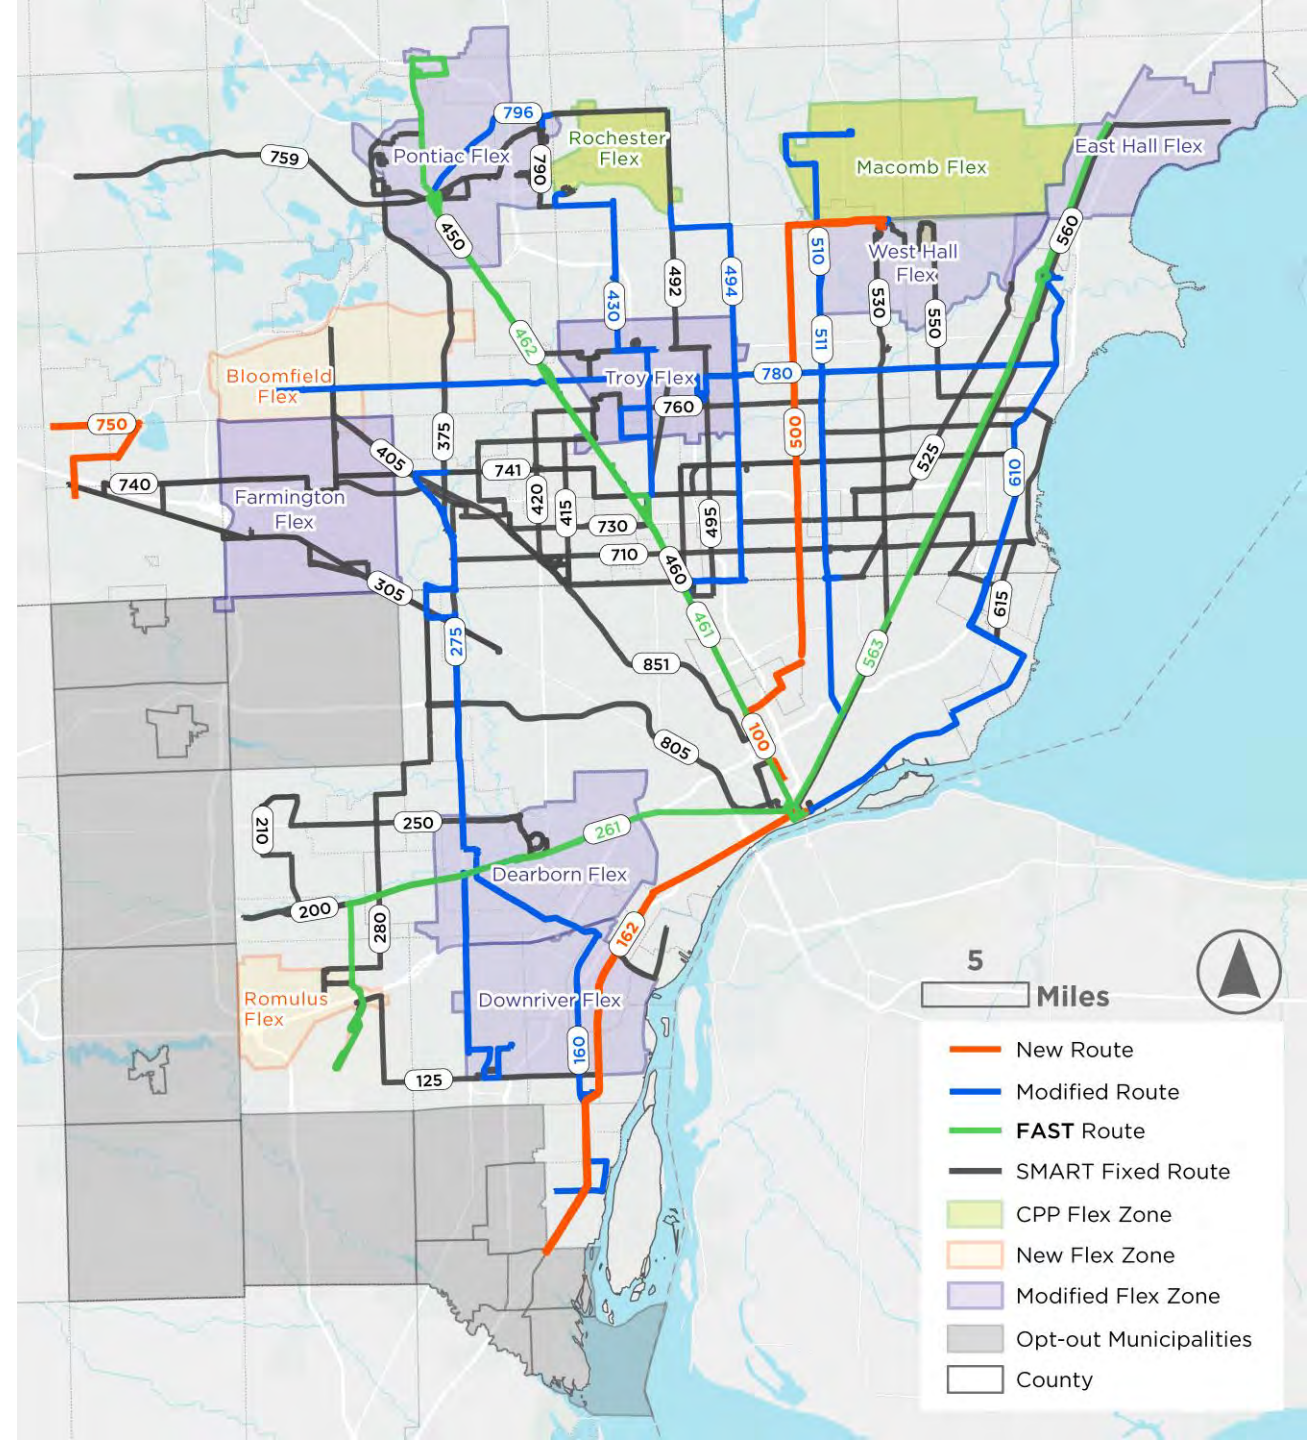 796
Rochester
Flex
759
Pontiac Flex
790
Macomb Flex
East Hall Flex
450
560
510
West Hall
Flex
492
494
430
530
550
462
511
Bloomfield
Flex
Troy Flex
780
760
750
375
500
405
525
741
740
610
Farmington
Flex
420
415
730
495
710
460
305
615
461
275
563
851
100
805
210
250
261
Dearborn Flex
200
280
162
Romulus
Flex
Downriver Flex
160
125
5
Miles
New Route
Modified Route
FAST Route
SMART Fixed Route
CPP Flex Zone
New Flex Zone
Modified Flex Zone
Opt-out Municipalities
County